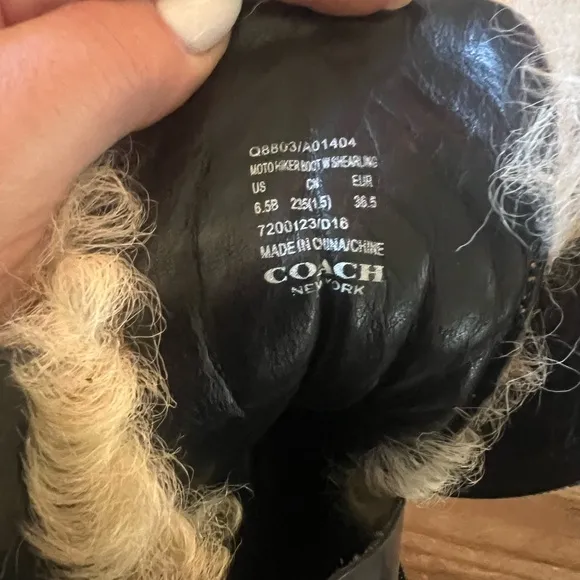 Q8B03/A01404
MOTO HIKER BOOT W SHEARLING
US CN EUR
6.5B 235(1.5) 36.5
7200123/D16
MADE IN CHINA/CHINE
COACH
NEW YORK